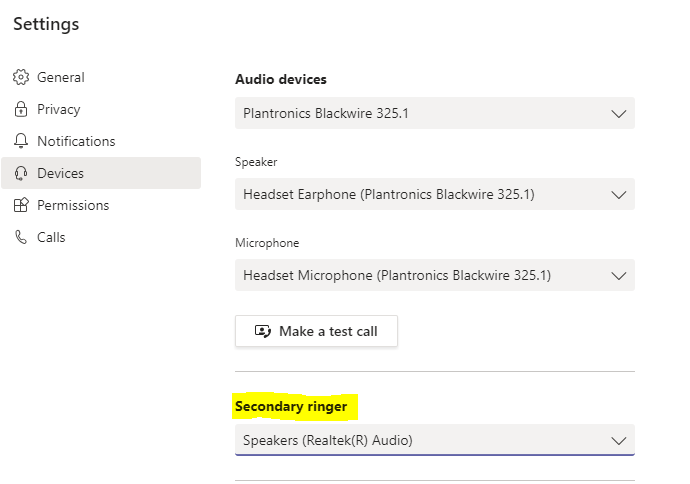 Settings
General
Privacy
Notifications
Devices
Permissions
Calls
Audio devices
Plantronics Blackwire 325.1
Speaker
Headset Earphone (Plantronics Blackwire 325.1)
Microphone
Headset Microphone (Plantronics Blackwire 325.1)
Make a test call
Secondary ringer
Speakers (Realtek(R) Audio)